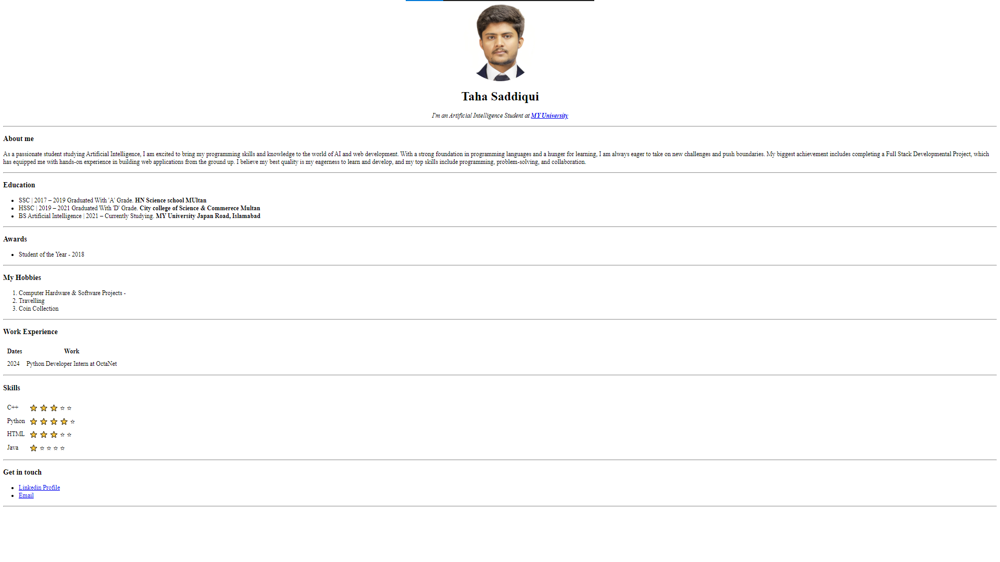 Taha Saddiqui
I'm an Artificial Intelligence Student at MY University
About me
As a passionate student studying Artificial Intelligence, I am excited to bring my programming skills and knowledge to the world of AI and web development. With a strong foundation in programming languages and a hunger for learning, I am always eager to take on new challenges and push boundaries. My biggest achievement includes completing a Full Stack Developmental Project, which
has equipped me with hands-on experience in building web applications from the ground up. I believe my best quality is my eagerness to learn and develop, and my top skills include programming, problem-solving, and collaboration.
Education
• SSC | 2017 – 2019 Graduated With 'A' Grade. HN Science school MUltan
• HSSC | 2019 – 2021 Graduated With 'D' Grade. City college of Science & Commerece Multan
• BS Artificial Intelligence | 2021 – Currently Studying. MY University Japan Road, Islamabad
Awards
• Student of the Year - 2018
My Hobbies
1. Computer Hardware & Software Projects -
2. Travelling
3. Coin Collection
Work Experience
Dates Work
2024 Python Developer Intern at OctaNet
Skills
C++ ⭐ ⭐ ⭐ ☆ ☆
Python ⭐ ⭐ ⭐ ⭐ ☆
HTML ⭐ ⭐ ⭐ ☆ ☆
Java ⭐ ☆ ☆ ☆ ☆
Get in touch
• Linkedin Profile
• Email